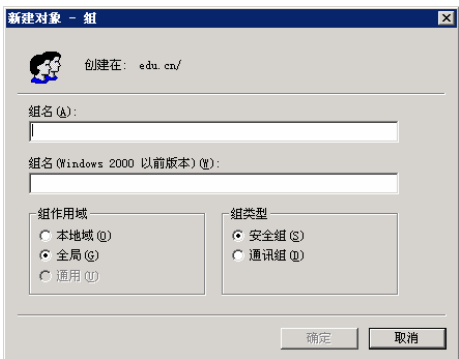 新建对象 - 组
创建在: edu.cn/
组名(A):
组名(Windows 2000 以前版本)(W):
组作用域
本地域(O)
全局(G)
通用(U)
组类型
安全组(S)
通讯组(D)
确定
取消